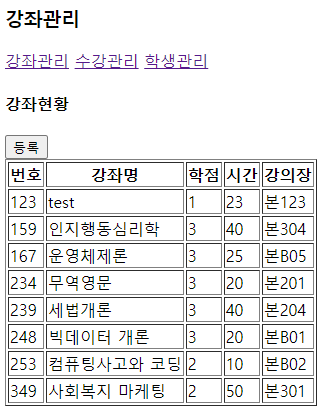 강좌관리
강좌관리 수강관리 학생관리
강좌현황
등록
번호 강좌명 학점 시간 강의장
123 test 1 23 본123
159 인지행동심리학 3 40 본304
167 운영체제론 3 25 본B05
234 무역영문 3 20 본201
239 세법개론 3 40 본204
248 빅데이터 개론 3 20 본B01
253 컴퓨팅사고와 코딩 2 10 본B02
349 사회복지 마케팅 2 50 본301